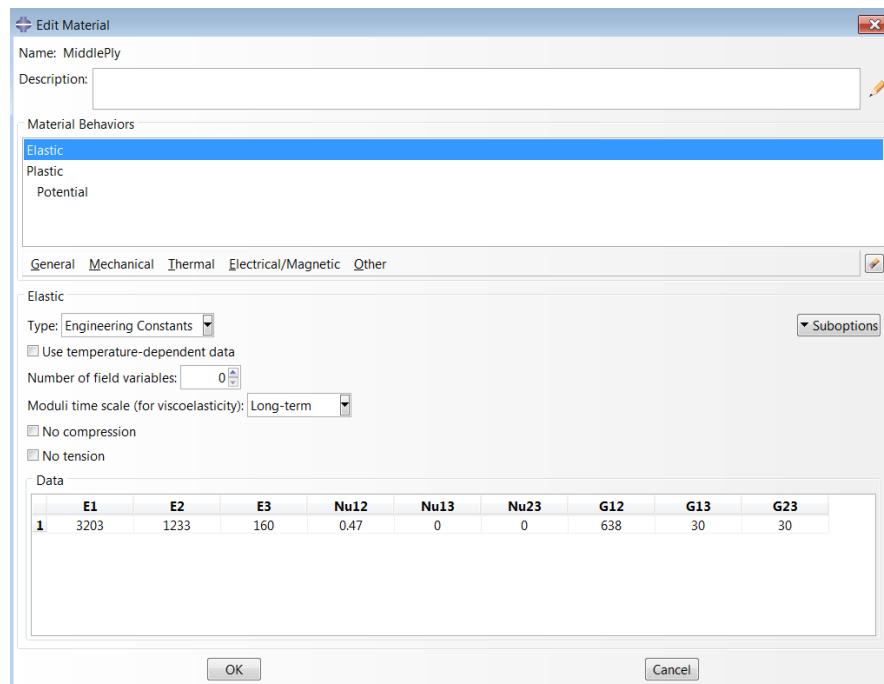 Edit Material
Name: MiddlePly
Description:
Material Behaviors
Elastic
Plastic
Potential
General Mechanical Thermal Electrical/Magnetic Other
Elastic
Type: Engineering Constants Suboptions
Use temperature-dependent data
Number of field variables: 0
Moduli time scale (for viscoelasticity): Long-term
No compression
No tension
Data
E1 E2 E3 Nu12 Nu13 Nu23 G12 G13 G23
1 3203 1233 160 0.47 0 0 638 30 30
OK Cancel